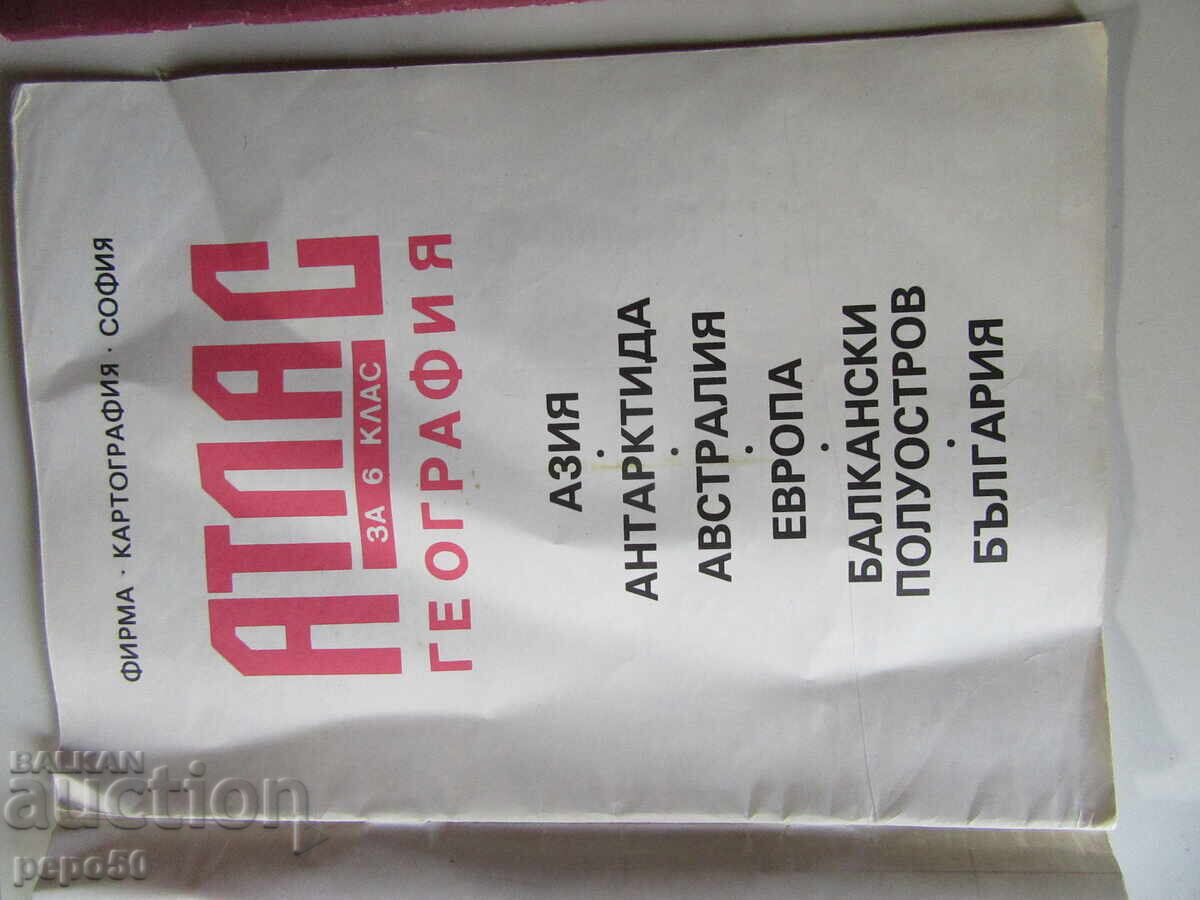 ФИРМА · КАРТОГРАФИЯ · СОФИЯ
АТЛАС
ЗА 6 КЛАС
ГЕОГРАФИЯ
АЗИЯ
·
АНТАРКТИДА
·
АВСТРАЛИЯ
·
ЕВРОПА
·
БАЛКАНСКИ
ПОЛУОСТРОВ
·
БЪЛГАРИЯ
BALKAN
auction
pepo50